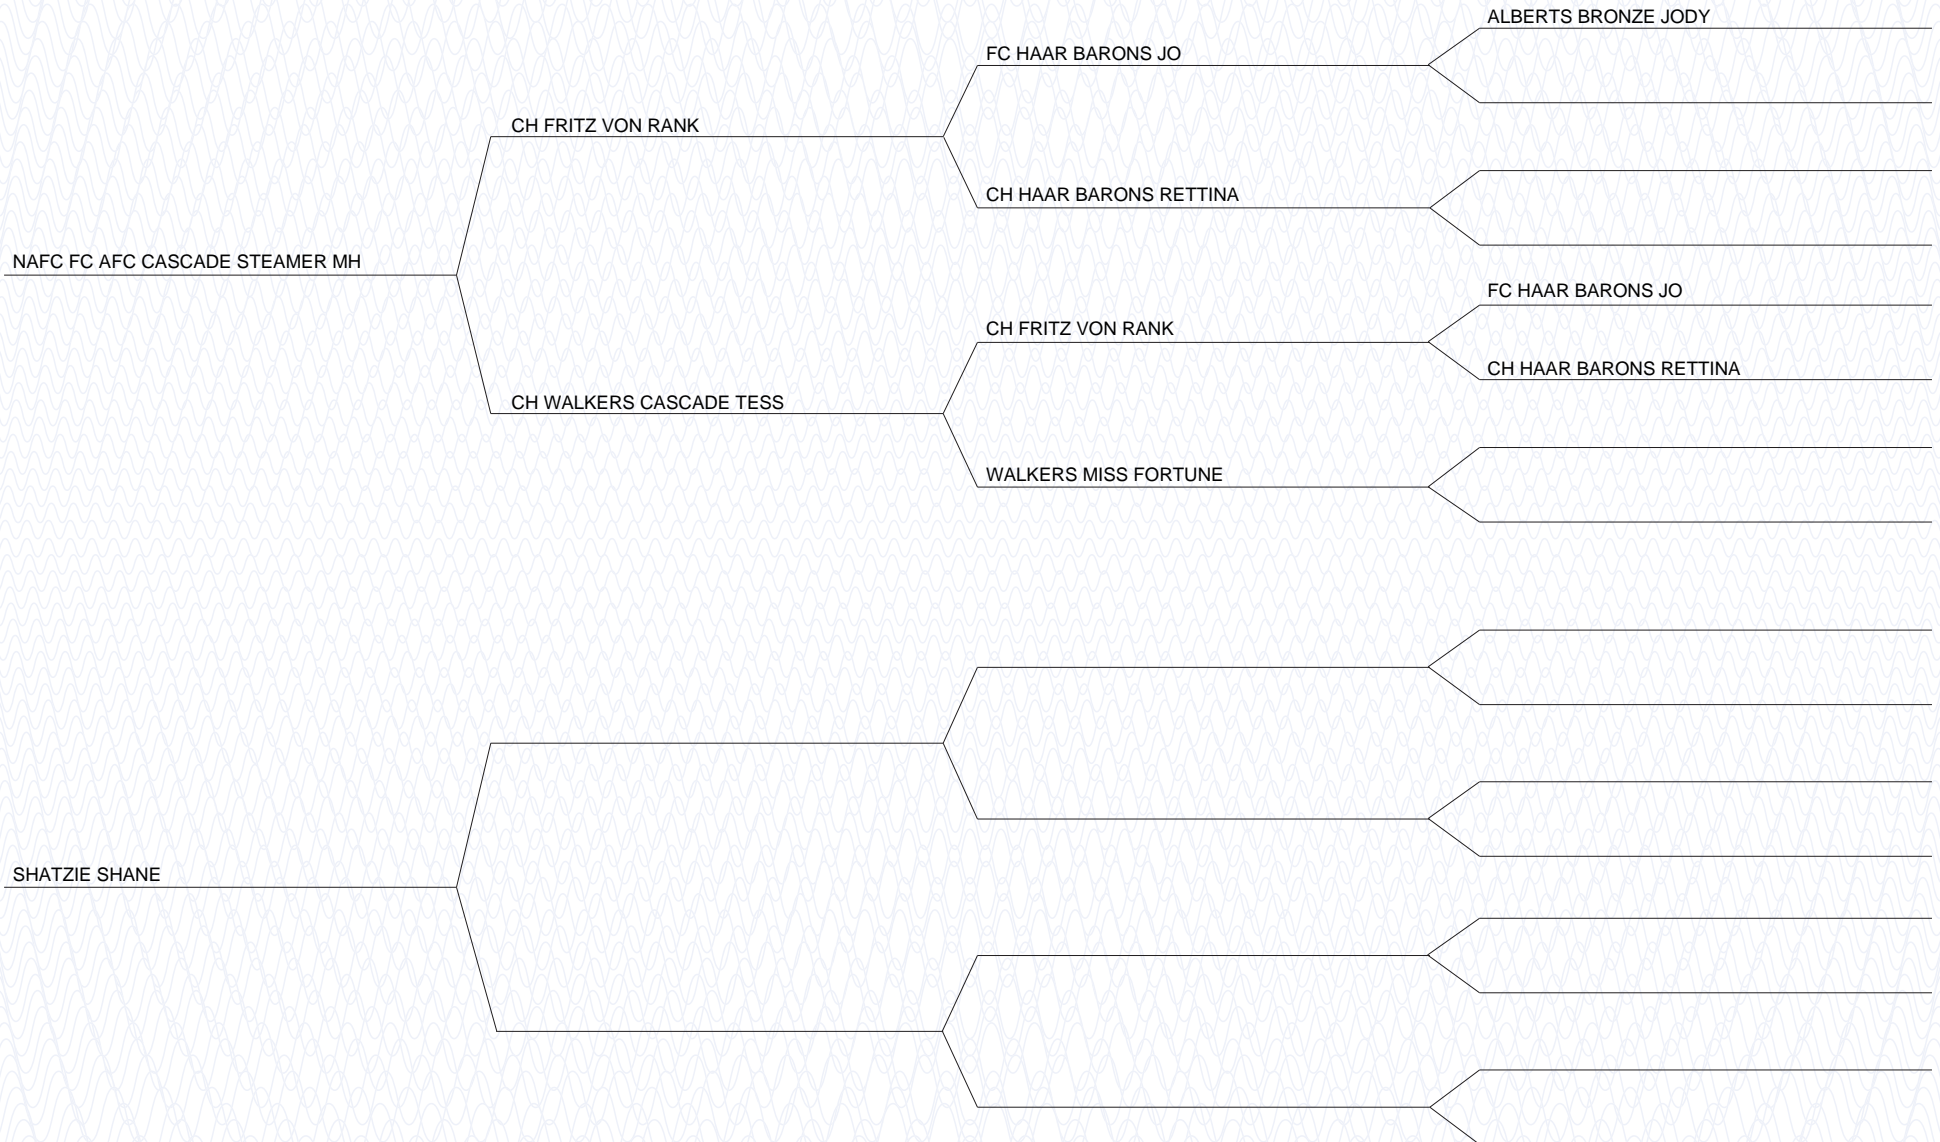 ALBERTS BRONZE JODY
FC HAAR BARONS JO
CH FRITZ VON RANK
CH HAAR BARONS RETTINA
NAFC FC AFC CASCADE STEAMER MH
FC HAAR BARONS JO
CH FRITZ VON RANK
CH HAAR BARONS RETTINA
CH WALKERS CASCADE TESS
WALKERS MISS FORTUNE
SHATZIE SHANE